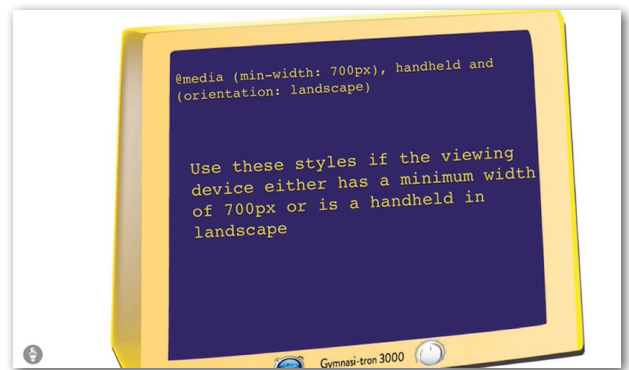 @media (min-width: 700px), handheld and
(orientation: landscape)
Use these styles if the viewing
device either has a minimum width
of 700px or is a handheld in
landscape
Gymnasi-tron 3000